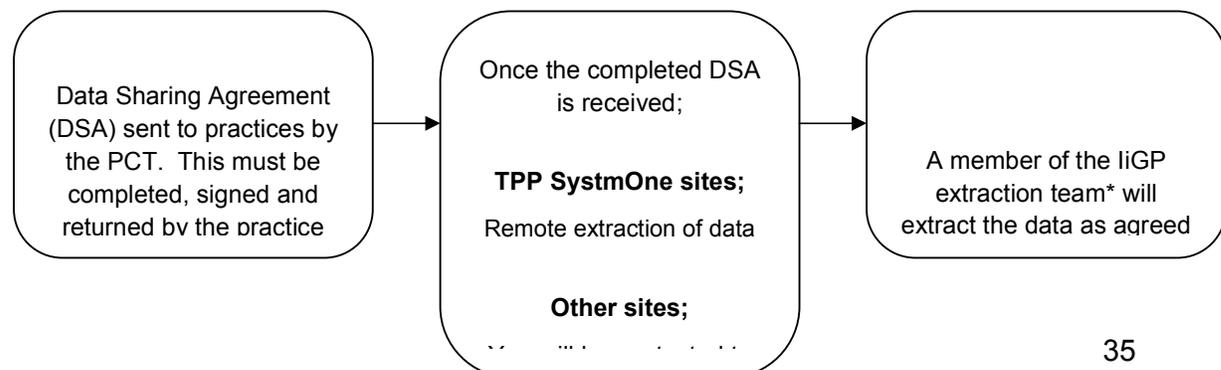 Data Sharing Agreement
(DSA) sent to practices by
the PCT.  This must be
completed, signed and
returned by the practice
Once the completed DSA
is received;
TPP SystmOne sites;
Remote extraction of data
Other sites;
A member of the IiGP
extraction team* will
extract the data as agreed
35